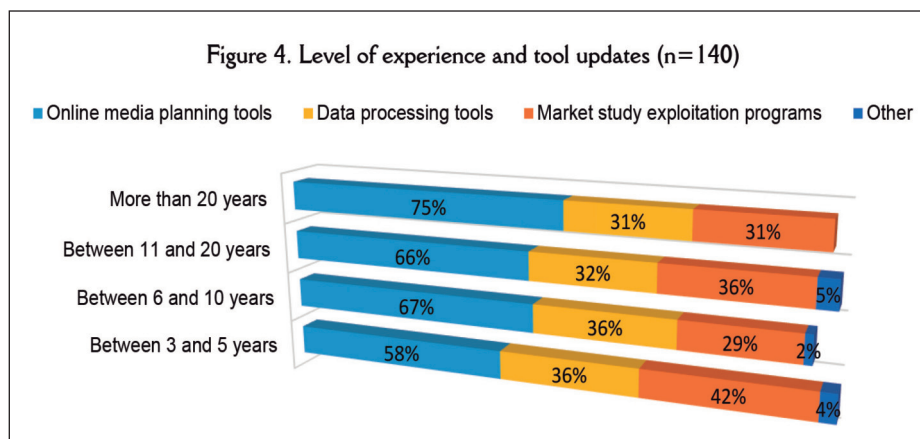 Figure 4. Level of experience and tool updates (n=140)
Online media planning tools Data processing tools Market study exploitation programs Other
More than 20 years 75% 31% 31%
Between 11 and 20 years 66% 32% 36% 5%
Between 6 and 10 years 67% 36% 29% 2%
Between 3 and 5 years 58% 36% 42% 4%